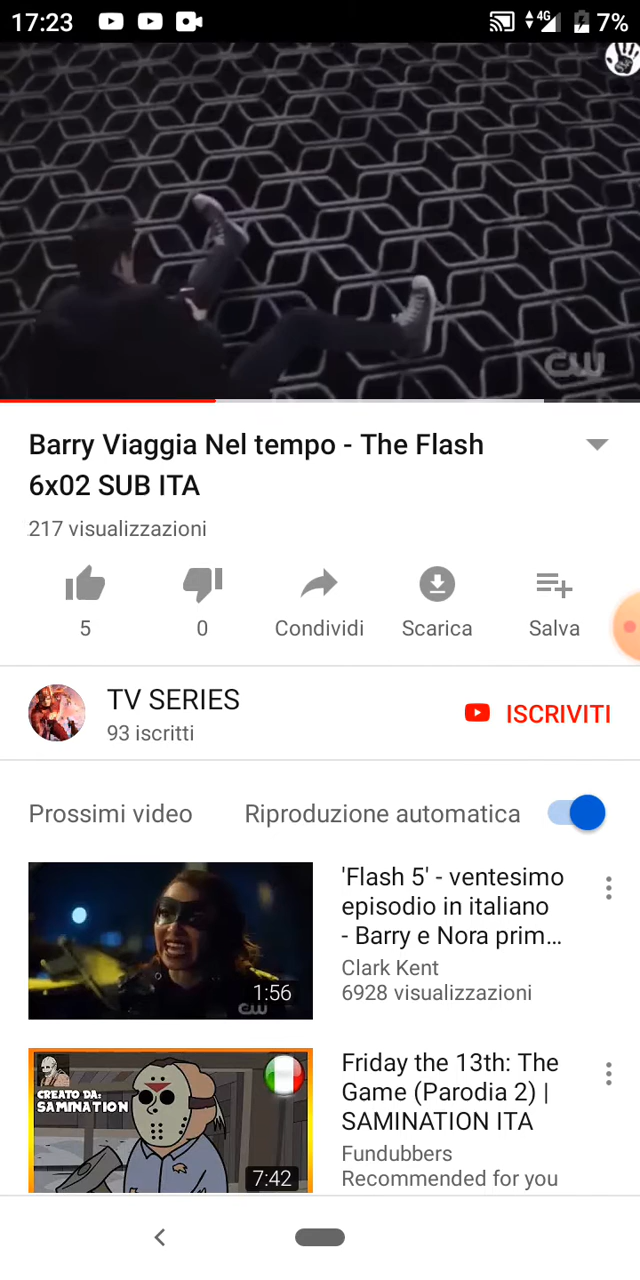 17:23
4G
7%
CW
Barry Viaggia Nel tempo - The Flash
6x02 SUB ITA
217 visualizzazioni
5
0
Condividi
Scarica
Salva
TV SERIES
93 iscritti
ISCRIVITI
Prossimi video
Riproduzione automatica
'Flash 5' - ventesimo
episodio in italiano
- Barry e Nora prim...
Clark Kent
6928 visualizzazioni
1:56
CW
Friday the 13th: The
Game (Parodia 2) |
SAMINATION ITA
Fundubbers
Recommended for you
CREATO DA:
SAMINATION
7:42